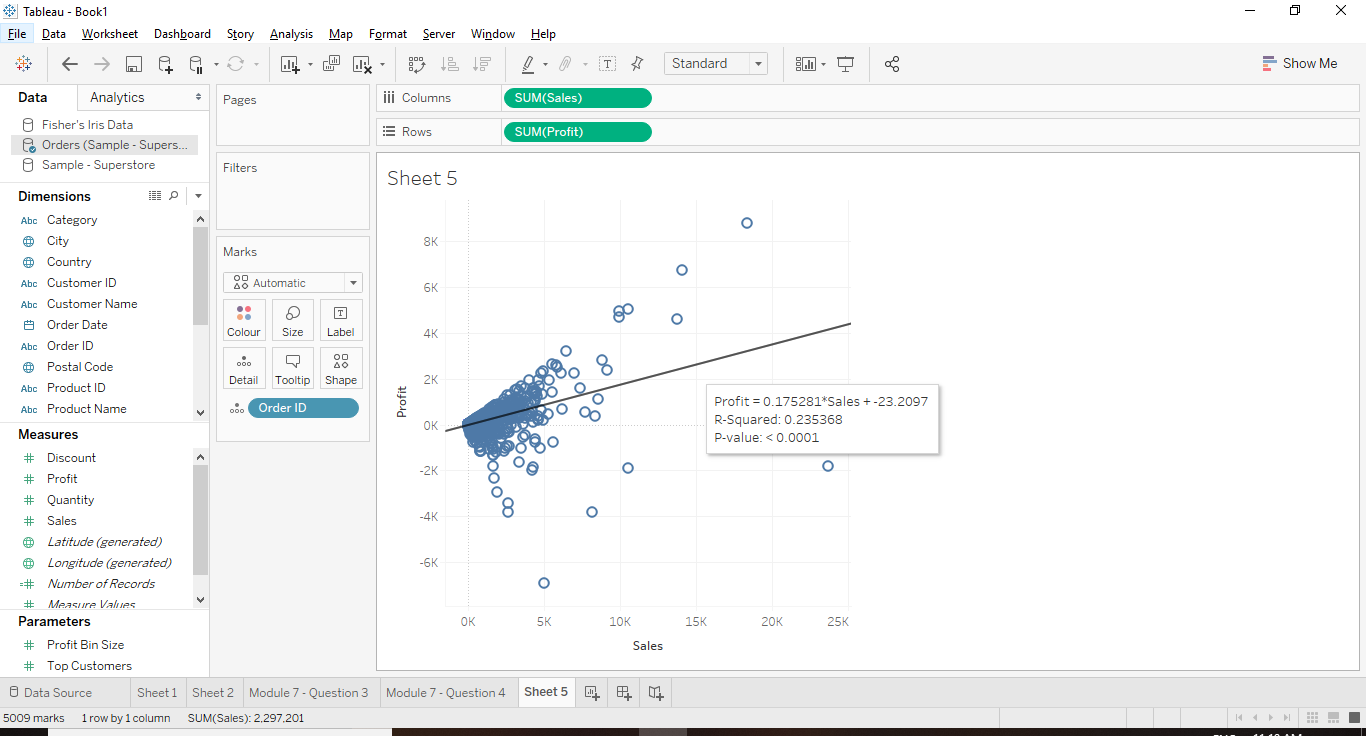 Tableau - Book1
File Data Worksheet Dashboard Story Analysis Map Format Server Window Help
Standard
Show Me
Data Analytics
Fisher's Iris Data
Orders (Sample - Supers...
Sample - Superstore
Dimensions
Abc Category
City
Country
Abc Customer ID
Abc Customer Name
Order Date
Abc Order ID
Postal Code
Abc Product ID
Abc Product Name
Measures
# Discount
# Profit
# Quantity
# Sales
Latitude (generated)
Longitude (generated)
=# Number of Records
# Measure Values
Parameters
# Profit Bin Size
# Top Customers
Pages
Filters
Marks
Automatic
Colour Size Label
Detail Tooltip Shape
Order ID
Columns SUM(Sales)
Rows SUM(Profit)
Sheet 5
8K
6K
4K
2K
0K
-2K
-4K
-6K
Profit
Profit = 0.175281*Sales + -23.2097
R-Squared: 0.235368
P-value: < 0.0001
0K 5K 10K 15K 20K 25K
Sales
Data Source Sheet 1 Sheet 2 Module 7 - Question 3 Module 7 - Question 4 Sheet 5
5009 marks 1 row by 1 column SUM(Sales): 2,297,201